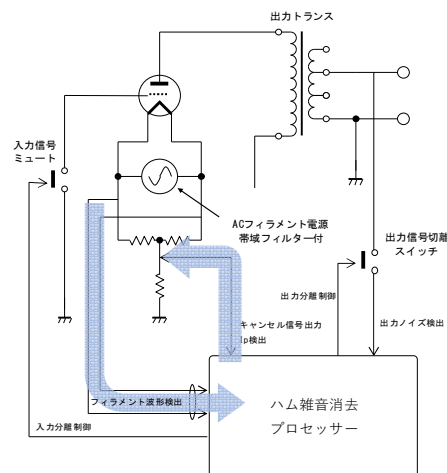 出力トランス
入力信号
ミュート
ACフィラメント電源
帯域フィルター付
出力信号切離
スイッチ
出力分離制御
キャンセル信号出力
Ip検出
出力ノイズ検出
フィラメント波形検出
入力分離制御
ハム雑音消去
プロセッサー